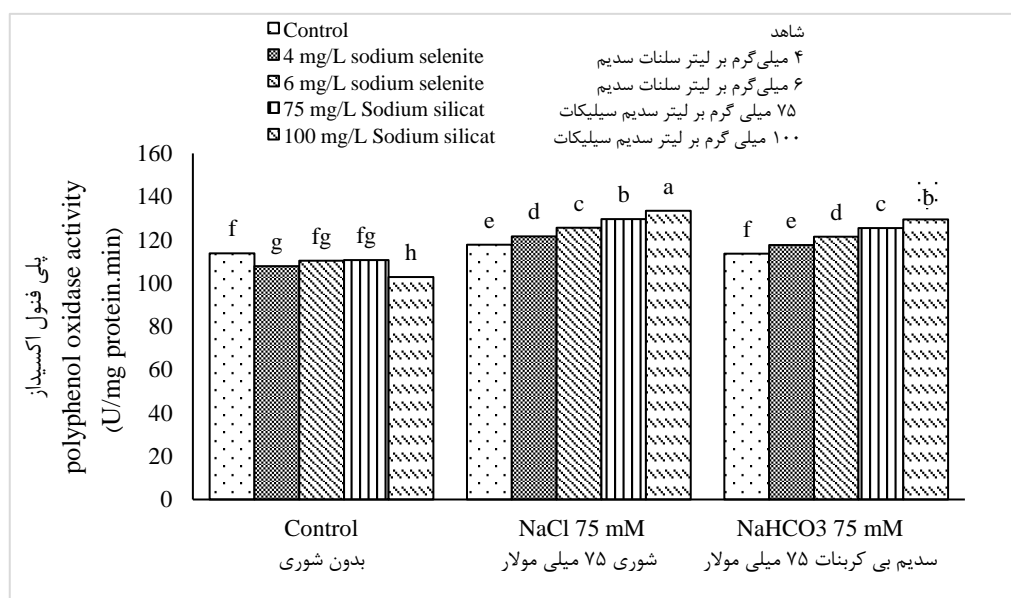 Control شاهد
4 mg/L sodium selenite ۴ میلی‌گرم بر لیتر سلنات سدیم
6 mg/L sodium selenite ۶ میلی‌گرم بر لیتر سلنات سدیم
75 mg/L Sodium silicat ۷۵ میلی گرم بر لیتر سدیم سیلیکات
100 mg/L Sodium silicat ۱۰۰ میلی گرم بر لیتر سدیم سیلیکات
پلی فنول اکسیداز
polyphenol oxidase activity
(U/mg protein.min)
160
140
120
100
80
60
40
20
0
f g fg fg h
e d c b a
f e d c b
Control NaCl 75 mM NaHCO3 75 mM
بدون شوری شوری ۷۵ میلی مولار سدیم بی کربنات ۷۵ میلی مولار